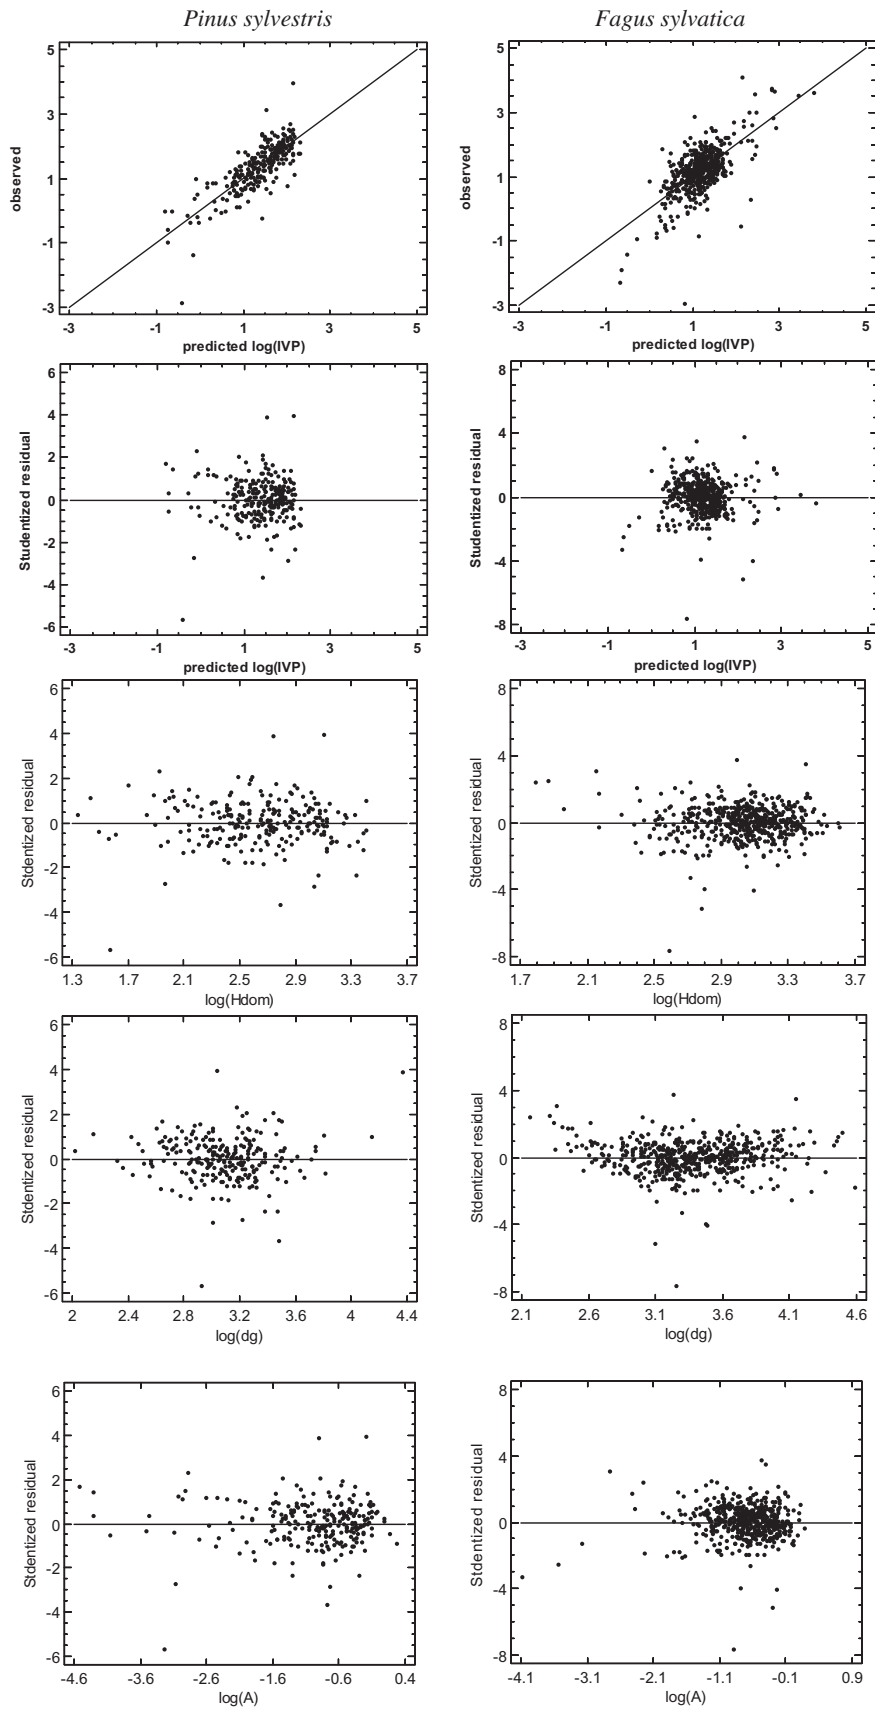 Pinus sylvestris
Fagus sylvatica
5
3
1
-1
-3
observed
-3 -1 1 3 5
predicted log(IVP)
5
3
1
-1
-3
observed
-3 -1 1 3 5
predicted log(IVP)
6
4
2
0
-2
-4
-6
Studentized residual
-3 -1 1 3 5
predicted log(IVP)
8
4
0
-4
-8
Studentized residual
-3 -1 1 3 5
predicted log(IVP)
6
4
2
0
-2
-4
-6
Stdentized residual
1.3 1.7 2.1 2.5 2.9 3.3 3.7
log(Hdom)
8
4
0
-4
-8
Stdentized residual
1.7 2.1 2.5 2.9 3.3 3.7
log(Hdom)
6
4
2
0
-2
-4
-6
Stdentized residual
2 2.4 2.8 3.2 3.6 4 4.4
log(dg)
8
4
0
-4
-8
Stdentized residual
2.1 2.6 3.1 3.6 4.1 4.6
log(dg)
6
4
2
0
-2
-4
-6
Stdentized residual
-4.6 -3.6 -2.6 -1.6 -0.6 0.4
log(A)
8
4
0
-4
-8
Stdentized residual
-4.1 -3.1 -2.1 -1.1 -0.1 0.9
log(A)